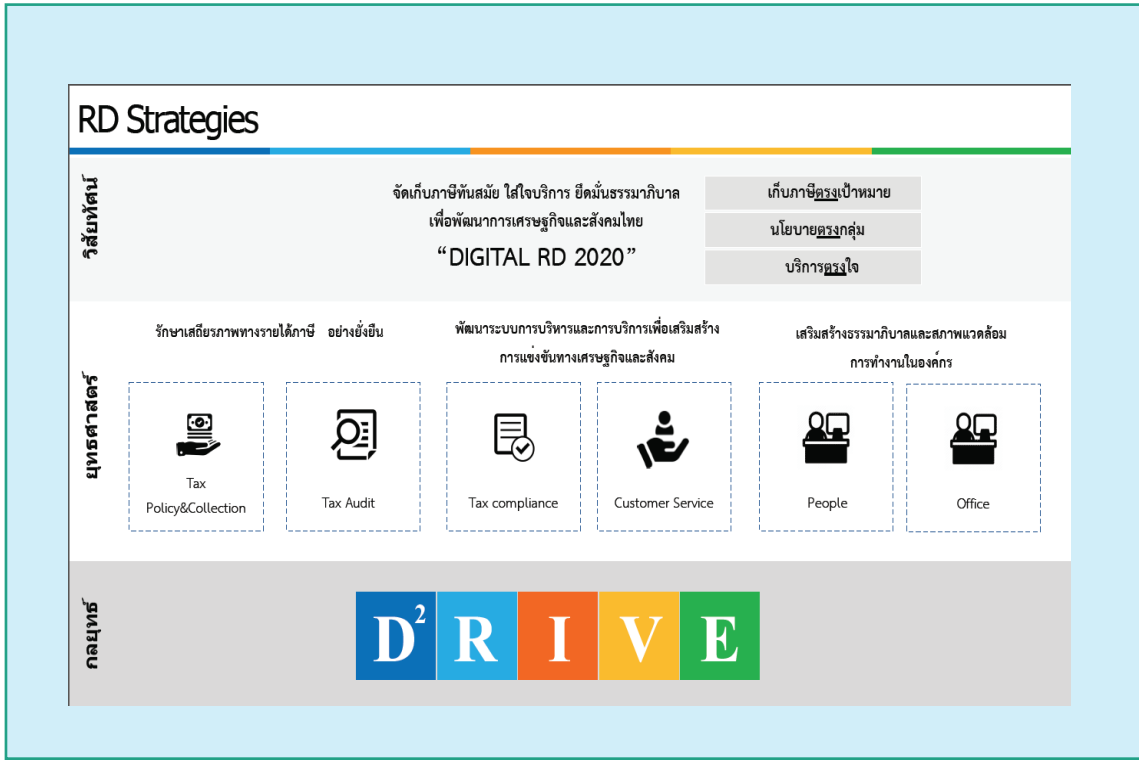 RD Strategies
วิสัยทัศน์
จัดเก็บภาษีทันสมัย ใส่ใจบริการ ยึดมั่นธรรมาภิบาล
เพื่อพัฒนาการเศรษฐกิจและสังคมไทย
“DIGITAL RD 2020”
เก็บภาษีตรงเป้าหมาย
นโยบายตรงกลุ่ม
บริการตรงใจ
ยุทธศาสตร์
รักษาเสถียรภาพทางรายได้ภาษี อย่างยั่งยืน
Tax
Policy&Collection
Tax Audit
พัฒนาระบบการบริหารและการบริการเพื่อเสริมสร้าง
การแข่งขันทางเศรษฐกิจและสังคม
Tax compliance
Customer Service
เสริมสร้างธรรมาภิบาลและสภาพแวดล้อม
การทำงานในองค์กร
People
Office
กลยุทธ์
D²RIVE